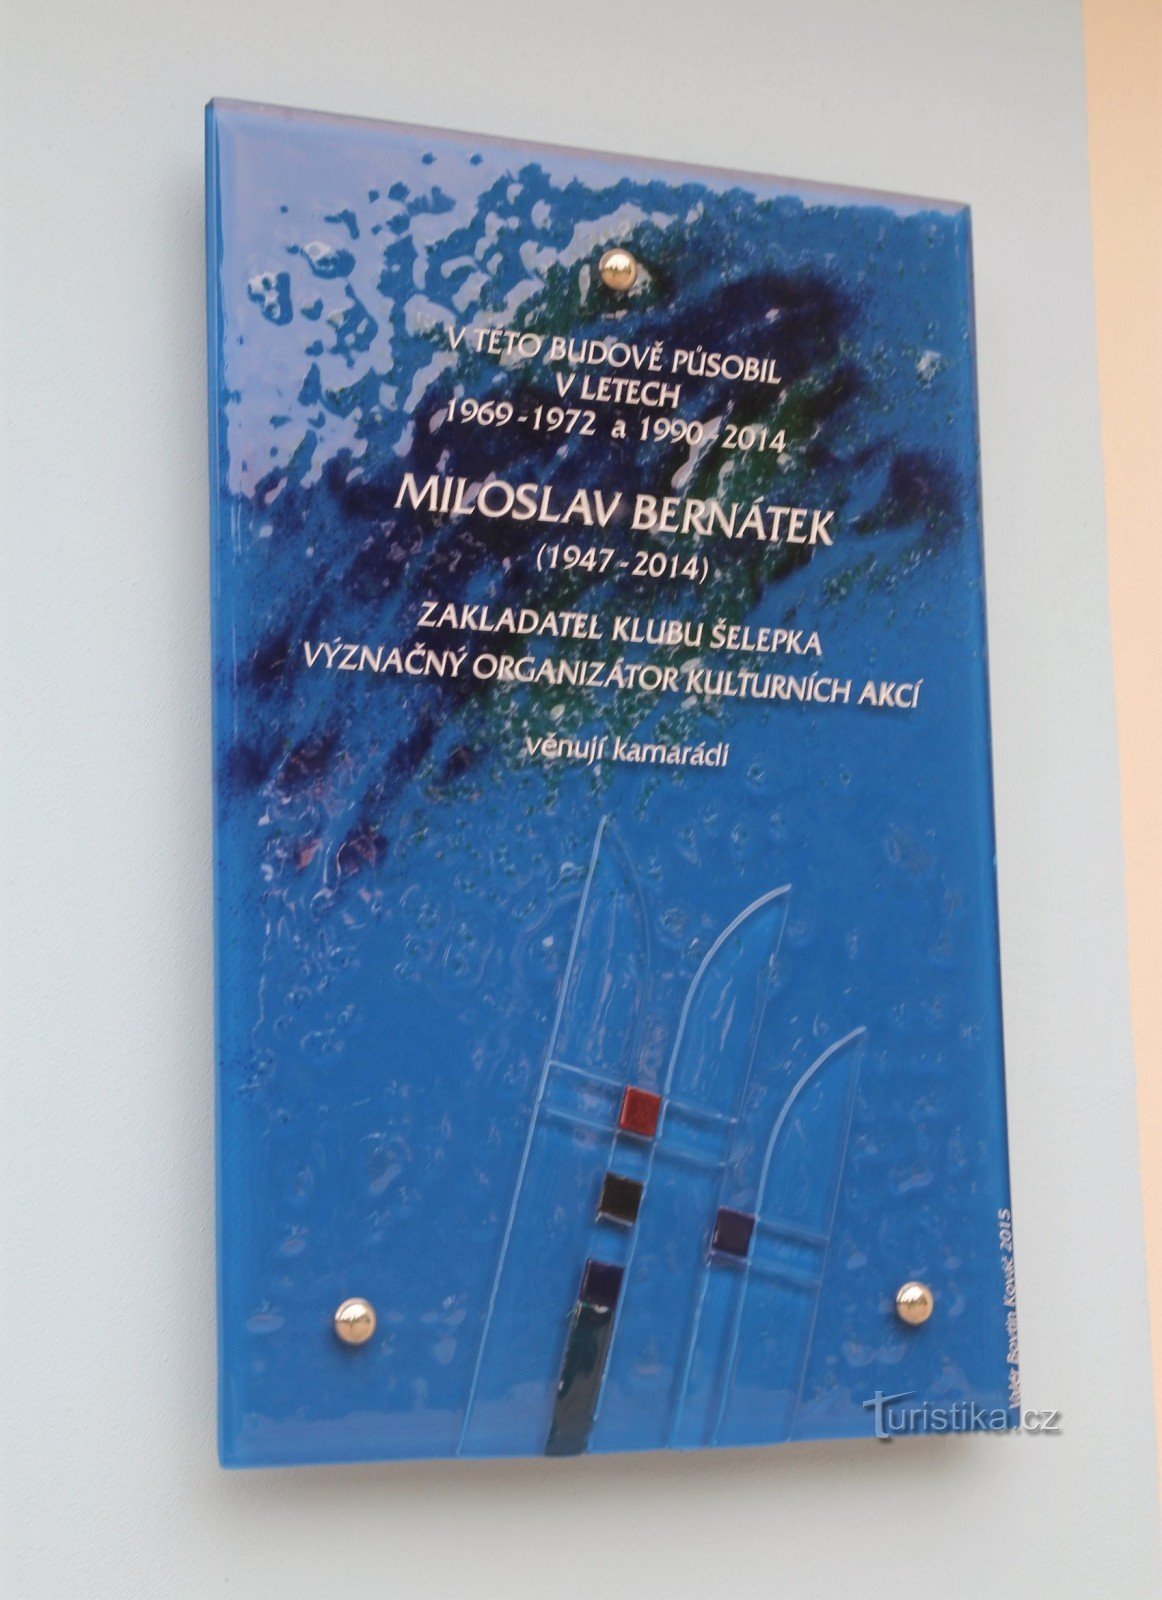 V TÉTO BUDOVĚ PŮSOBIL
V LETECH
1969-1972 a 1990-2014
MILOSLAV BERNÁTEK
(1947-2014)
ZAKLADATEL KLUBU ŠELEPKA
VÝZNAČNÝ ORGANIZÁTOR KULTURNÍCH AKCÍ
věnují kamarádi
Kovář 2015
Turistika.cz